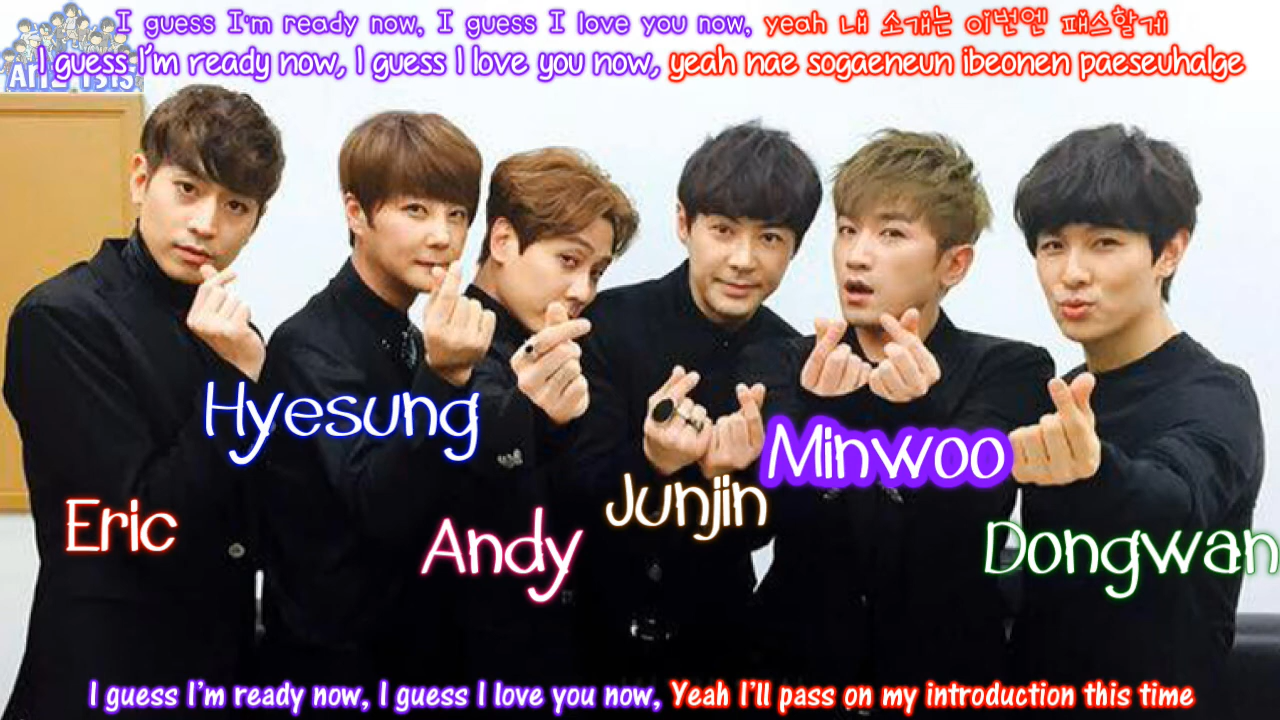 I guess I'm ready now, I guess I love you now, yeah 내 소개는 이번엔 패스할게
I guess I'm ready now, I guess I love you now, yeah nae sogaeneun ibeonen paeseuhalge
Hyesung
Minwoo
Junjin
Eric
Andy
Dongwan
I guess I'm ready now, I guess I love you now, Yeah I'll pass on my introduction this time